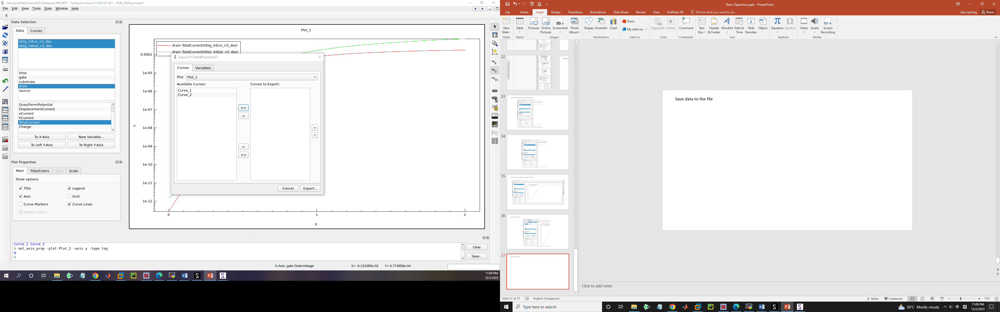 /home/ee5442/imem002/Sentaurus/MOSFET - Sentaurus Visual T-2022.03-SP1 - SWB_3@Feynman01
File Edit View Tools Data Window Help
E
Data Selection
Data Curves
IdVg_VdLin_n3_des
IdVg_VdSat_n3_des
time
gate
substrate
drain
source
QuasiFermiPotential
DisplacementCurrent
eCurrent
hCurrent
TotalCurrent
Charge
To X-Axis New Variable...
To Left Y-Axis To Right Y-Axis
Plot Properties
Main Title/Colors Grid Scale
Show options
Title Legend
Axis Grid
Curve Markers Curve Lines
Region Colors
Plot_1
drain TotalCurrent(IdVg_VdLin_n3_des)
drain TotalCurrent(IdVg_VdSat_n3_des)
0.0001
1e-05
1e-06
1e-07
1e-08
1e-09
1e-10
1e-11
1e-12
Y
0 1 2
X
Export XY Data@Feynman01
Curves Variables
Plot: Plot_1
Available Curves: Curves to Export:
Curve_1
Curve_2
>>
>
<
<<
Cancel Export...
Curve_1 Curve_2
% set_axis_prop -plot Plot_1 -axis y -type log
0
%
Clear
Save...
X-Axis: gate OuterVoltage X= -6.131095e-02 Y= 6.774958e-04
11:09 PM
13/2/2023
Basic Opeartion.pptx - PowerPoint
File Home Insert Design Transitions Animations Slide Show Review View EndNote X9 Tell me what you want to do... Jiao Leming Share
New Slide Table Pictures Online Pictures Screenshot Photo Album Shapes SmartArt Chart Store My Add-ins Hyperlink Action Comment Text Box Header & Footer WordArt Date & Time Slide Number Object Equation Symbol Video Audio Screen Recording
Slides Tables Images Illustrations Add-ins Links Comments Text Symbols Media
32
33
34
35
36
37
Save data to the file
Click to add notes
Slide 37 of 37 English (Singapore) Notes Comments 75%
Type here to search
26°C Mostly cloudy 中 11:09 PM
13/2/2023